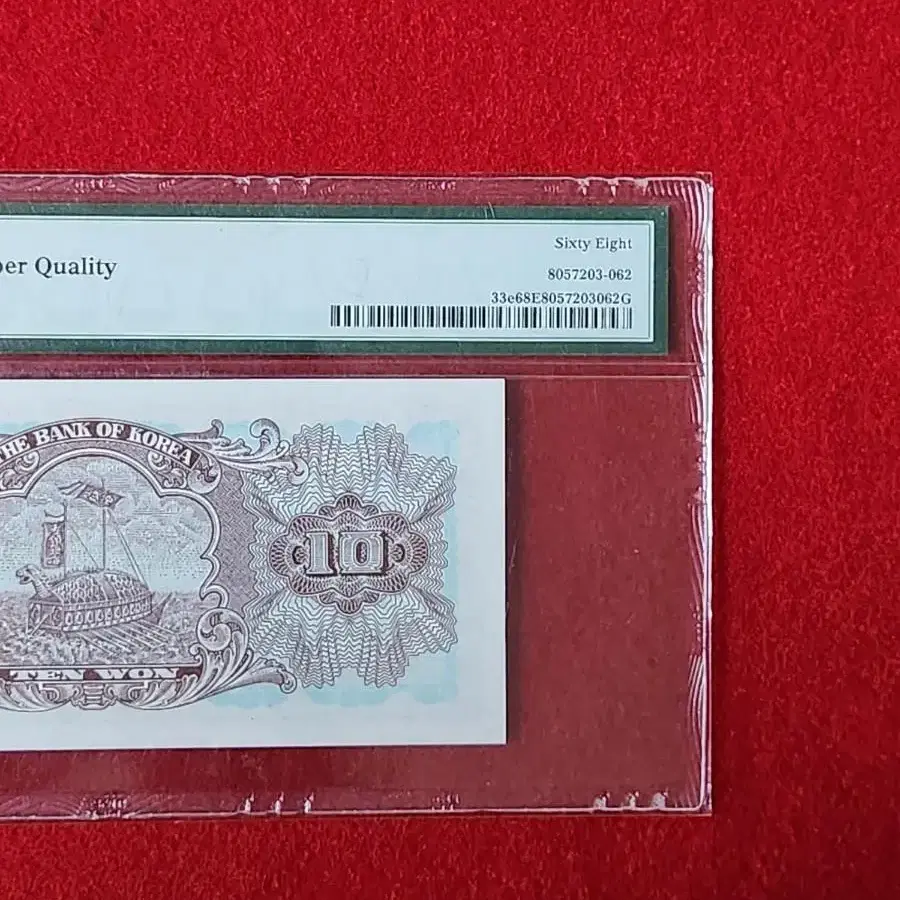 Sixty Eight
per Quality
8057203-062
33e68E8057203062G
THE BANK OF KOREA
10
TEN WON